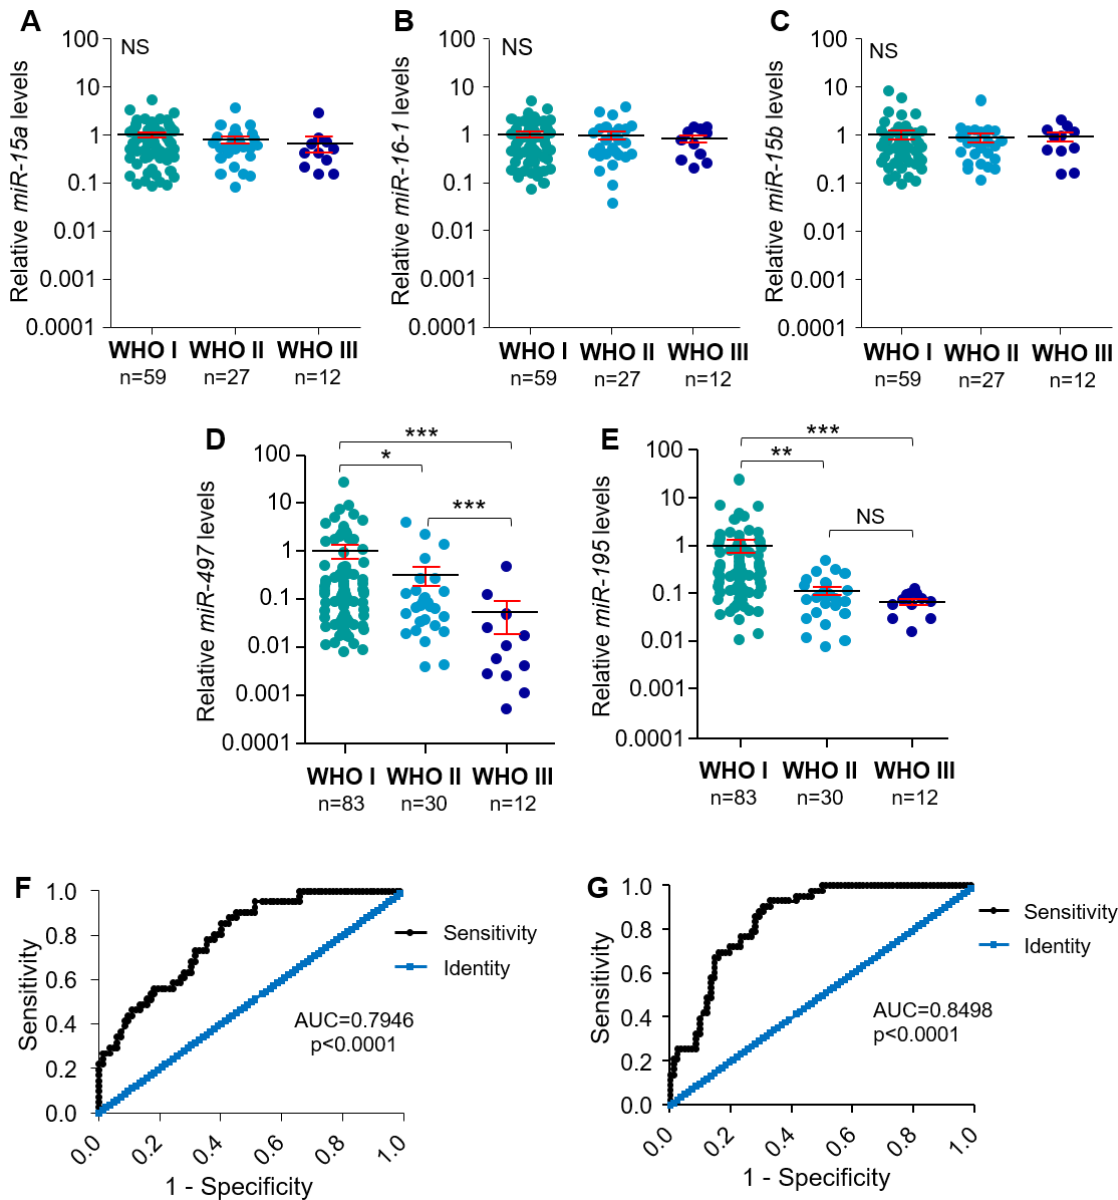 A
NS
Relative miR-15a levels
100
10
1
0.1
0.01
0.001
0.0001
WHO I WHO II WHO III
n=59 n=27 n=12
B
NS
Relative miR-16-1 levels
100
10
1
0.1
0.01
0.001
0.0001
WHO I WHO II WHO III
n=59 n=27 n=12
C
NS
Relative miR-15b levels
100
10
1
0.1
0.01
0.001
0.0001
WHO I WHO II WHO III
n=59 n=27 n=12
D
***
*
***
Relative miR-497 levels
100
10
1
0.1
0.01
0.001
0.0001
WHO I WHO II WHO III
n=83 n=30 n=12
E
***
**
NS
Relative miR-195 levels
100
10
1
0.1
0.01
0.001
0.0001
WHO I WHO II WHO III
n=83 n=30 n=12
F
Sensitivity
1.0
0.8
0.6
0.4
0.2
0.0
Sensitivity
Identity
AUC=0.7946
p<0.0001
0.0 0.2 0.4 0.6 0.8 1.0
1 - Specificity
G
Sensitivity
1.0
0.8
0.6
0.4
0.2
0.0
Sensitivity
Identity
AUC=0.8498
p<0.0001
0.0 0.2 0.4 0.6 0.8 1.0
1 - Specificity